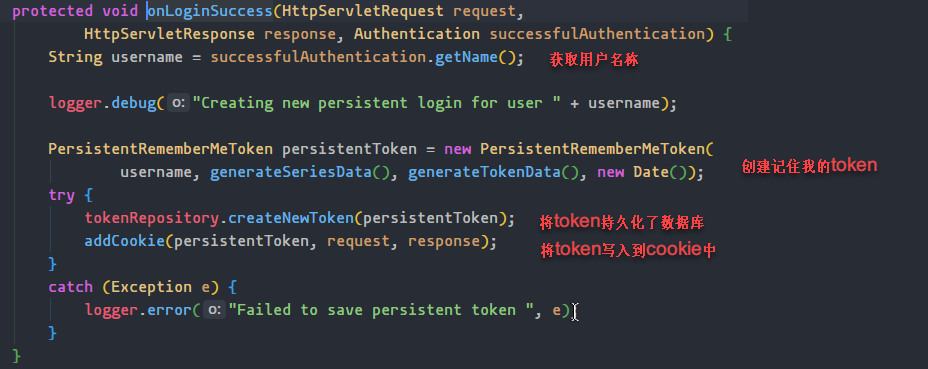 protected void onLoginSuccess(HttpServletRequest request,
HttpServletResponse response, Authentication successfulAuthentication) {
String username = successfulAuthentication.getName(); 获取用户名称
logger.debug( o: "Creating new persistent login for user " + username);
PersistentRememberMeToken persistentToken = new PersistentRememberMeToken(
username, generateSeriesData(), generateTokenData(), new Date()); 创建记住我的token
try {
tokenRepository.createNewToken(persistentToken); 将token持久化了数据库
addCookie(persistentToken, request, response); 将token写入到cookie中
}
catch (Exception e) {
logger.error( o: "Failed to save persistent token ", e)
}
}